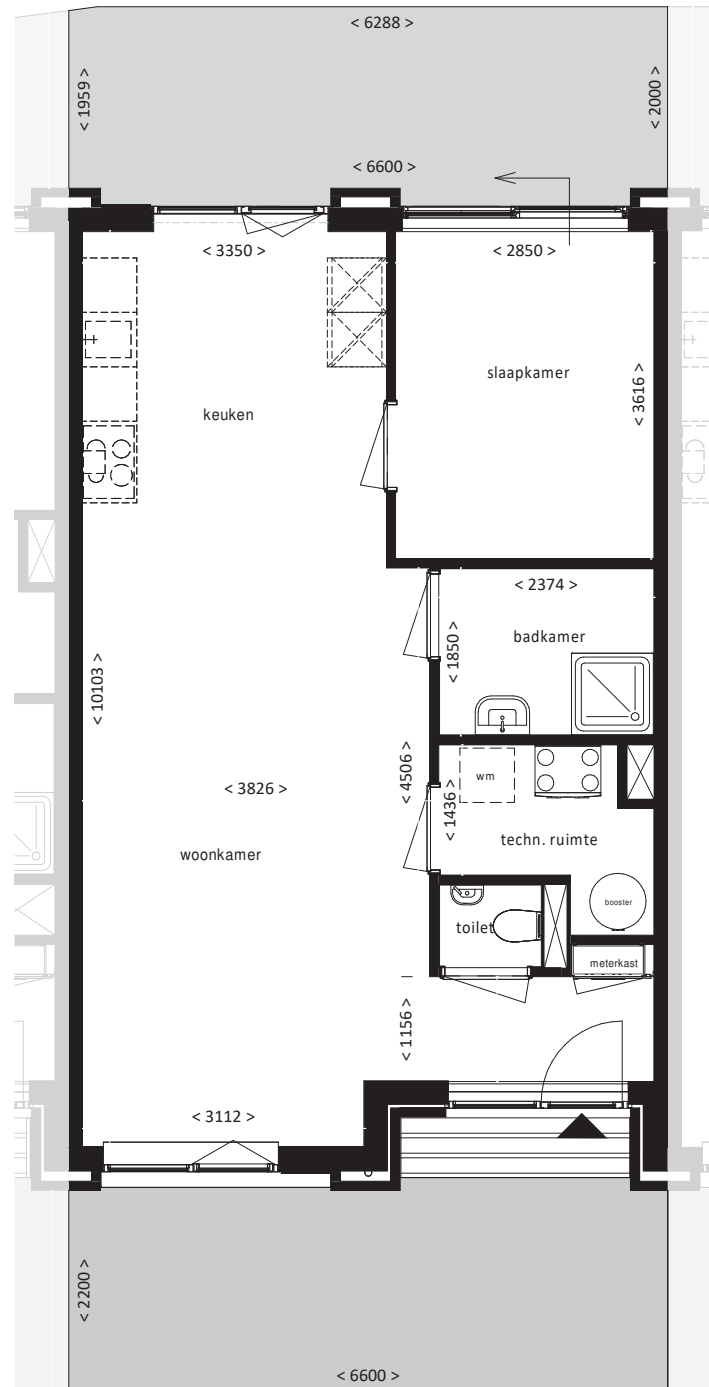 < 6288 >
< 1959 >
< 2000 >
< 6600 >
< 3350 >
< 2850 >
slaapkamer
< 3616 >
keuken
< 2374 >
badkamer
< 1850 >
< 10103 >
< 4506 >
wm
< 3826 >
< 1436 >
techn. ruimte
woonkamer
booster
toilet
meterkast
< 1156 >
< 3112 >
< 2200 >
< 6600 >